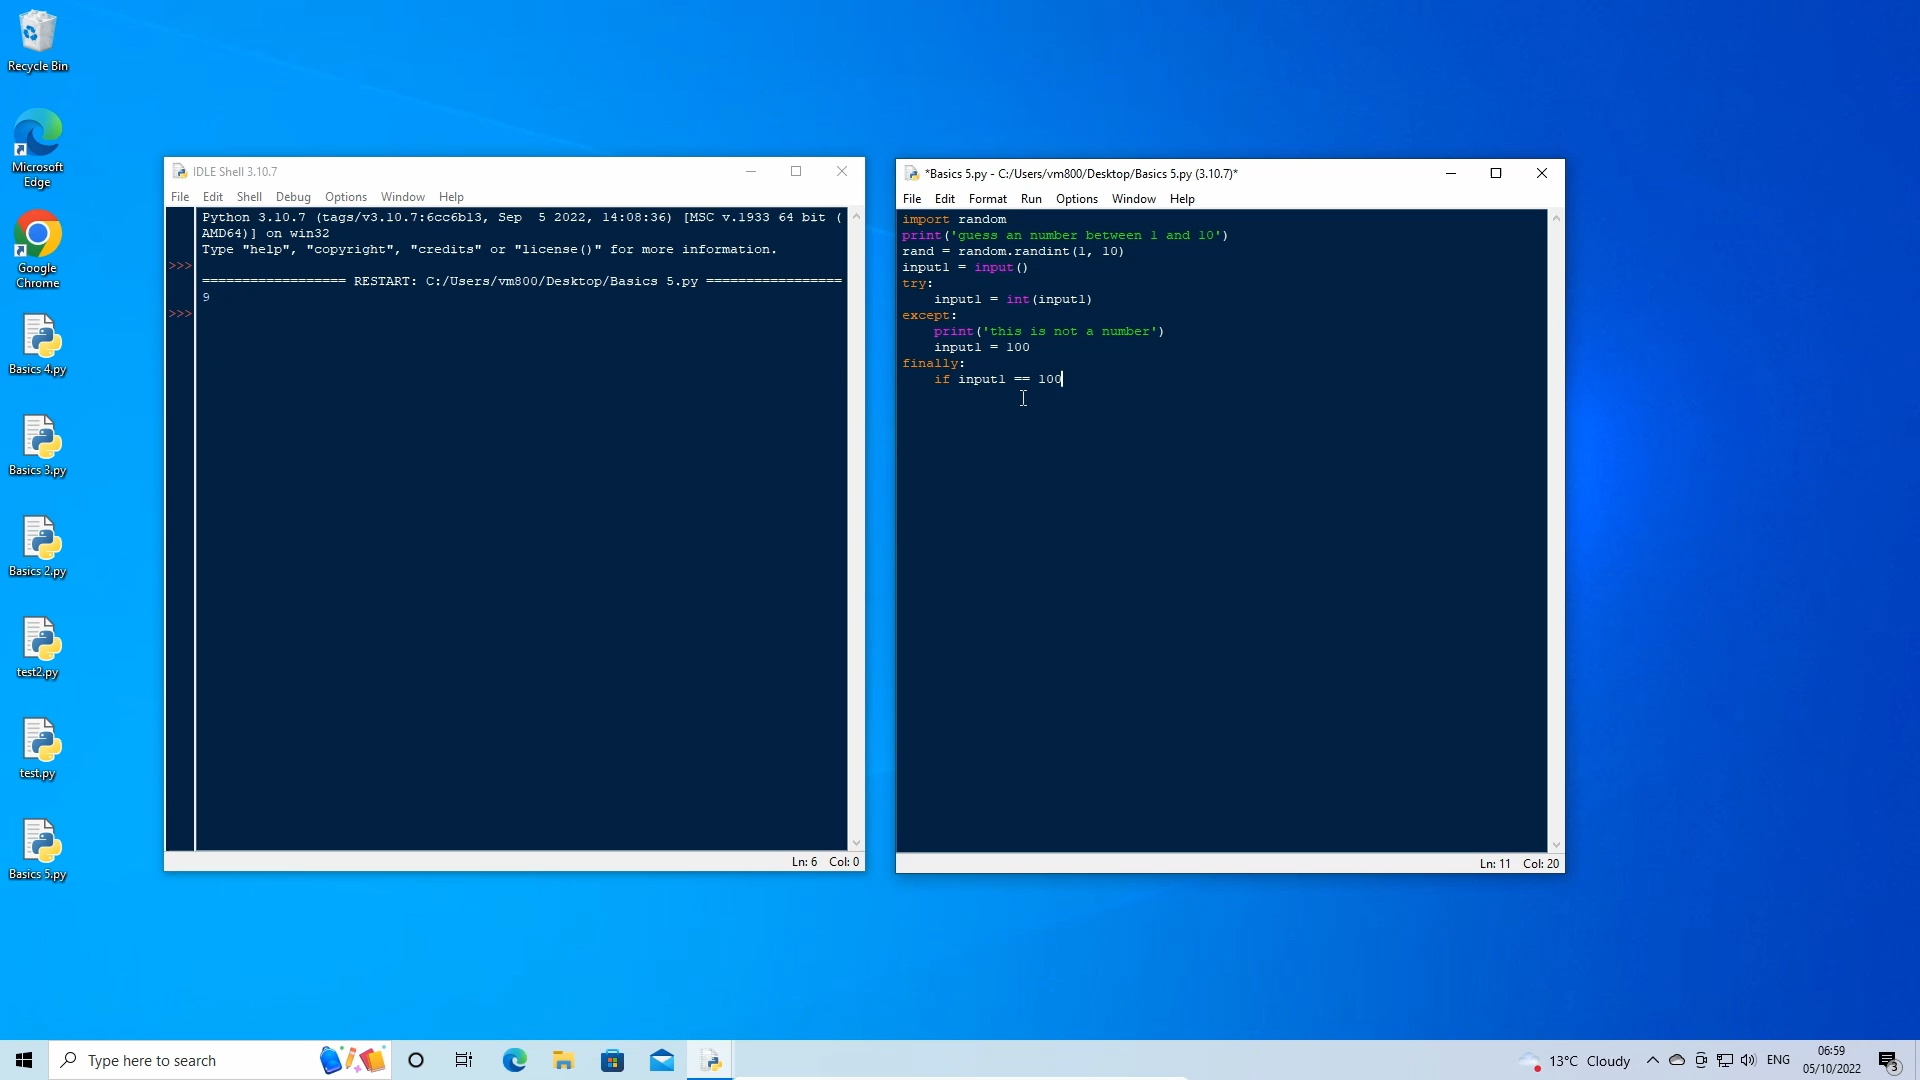 Recycle Bin
Microsoft
Edge
Google
Chrome
Basics 4.py
Basics 3.py
Basics 2.py
test2.py
test.py
Basics 5.py
IDLE Shell 3.10.7
File Edit Shell Debug Options Window Help
Python 3.10.7 (tags/v3.10.7:6cc6b13, Sep  5 2022, 14:08:36) [MSC v.1933 64 bit (
AMD64)] on win32
Type "help", "copyright", "credits" or "license()" for more information.
>>>
================== RESTART: C:/Users/vm800/Desktop/Basics 5.py =================
9
>>>
Ln: 6 Col: 0
*Basics 5.py - C:/Users/vm800/Desktop/Basics 5.py (3.10.7)*
File Edit Format Run Options Window Help
import random
print('guess an number between 1 and 10')
rand = random.randint(1, 10)
input1 = input()
try:
    input1 = int(input1)
except:
    print('this is not a number')
    input1 = 100
finally:
    if input1 == 100
Ln: 11 Col: 20
Type here to search
13°C Cloudy
ENG
06:59
05/10/2022
3